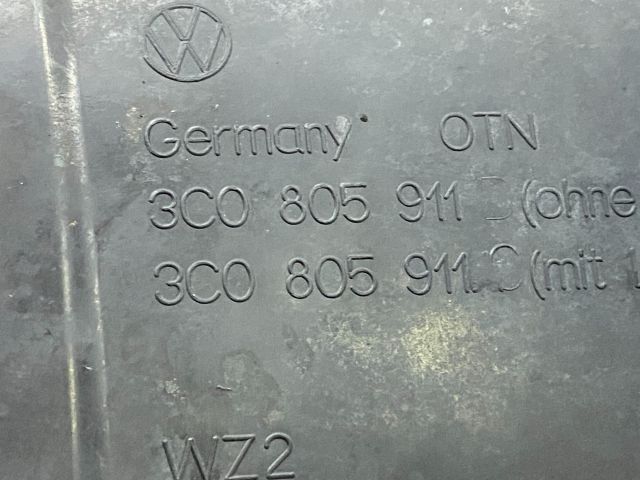 Germany OTN
3C0 805 911 D (ohne
3C0 805 911 C (mit
WZ2